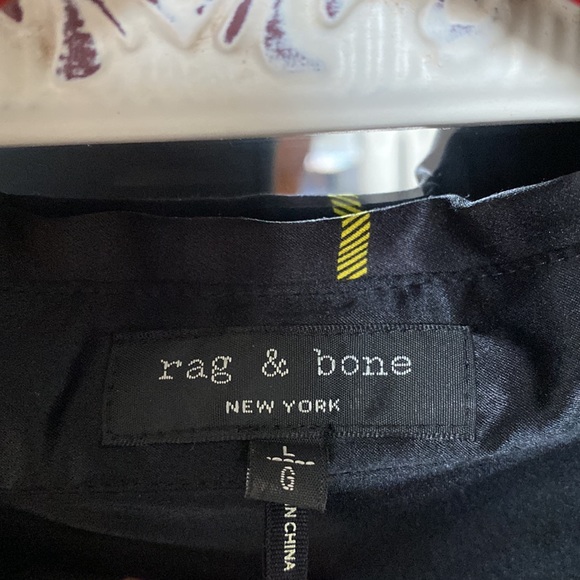 rag & bone
NEW YORK
L/G
N CHINA